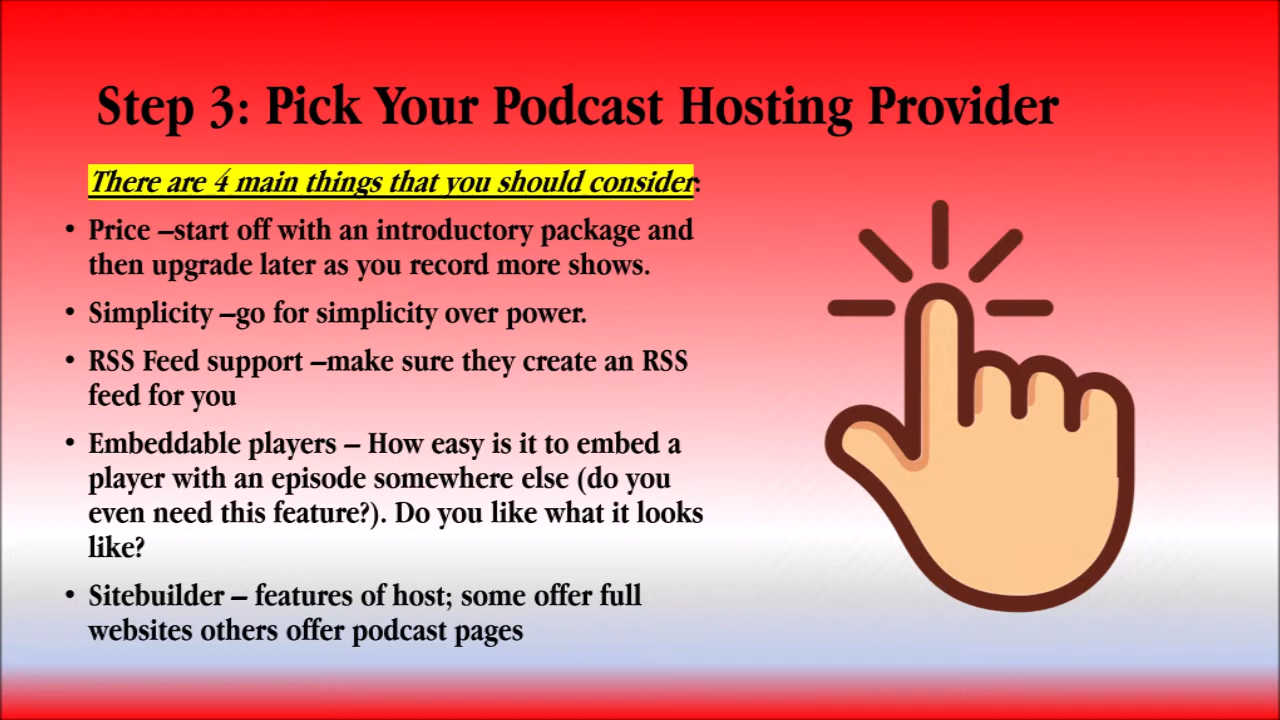 Step 3: Pick Your Podcast Hosting Provider
There are 4 main things that you should consider:
• Price –start off with an introductory package and
then upgrade later as you record more shows.
• Simplicity –go for simplicity over power.
• RSS Feed support –make sure they create an RSS
feed for you
• Embeddable players – How easy is it to embed a
player with an episode somewhere else (do you
even need this feature?). Do you like what it looks
like?
• Sitebuilder – features of host; some offer full
websites others offer podcast pages